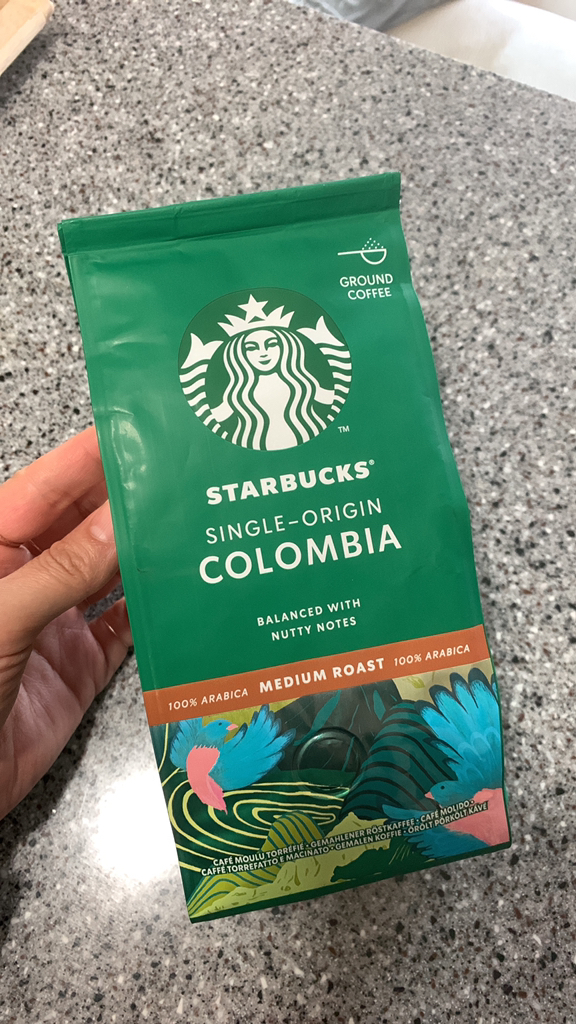 GROUND
COFFEE
TM
STARBUCKS®
SINGLE-ORIGIN
COLOMBIA
BALANCED WITH
NUTTY NOTES
100% ARABICA MEDIUM ROAST 100% ARABICA
CAFÉ MOULU TORRÉFIÉ • GEMAHLENER RÖSTKAFFEE • CAFÉ MOLIDO •
CAFFÈ TORREFATTO E MACINATO • GEMALEN KOFFIE • ŐRÖLT PÖRKÖLT KÁVÉ